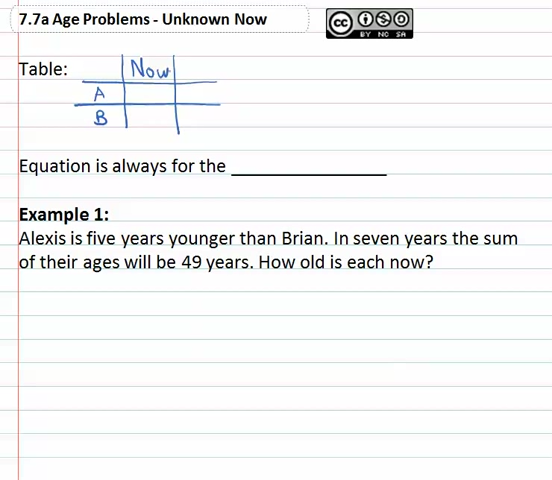 7.7a Age Problems - Unknown Now
cc BY NC SA
Table:
Now
A
B
Equation is always for the _______________
Example 1:
Alexis is five years younger than Brian. In seven years the sum
of their ages will be 49 years. How old is each now?